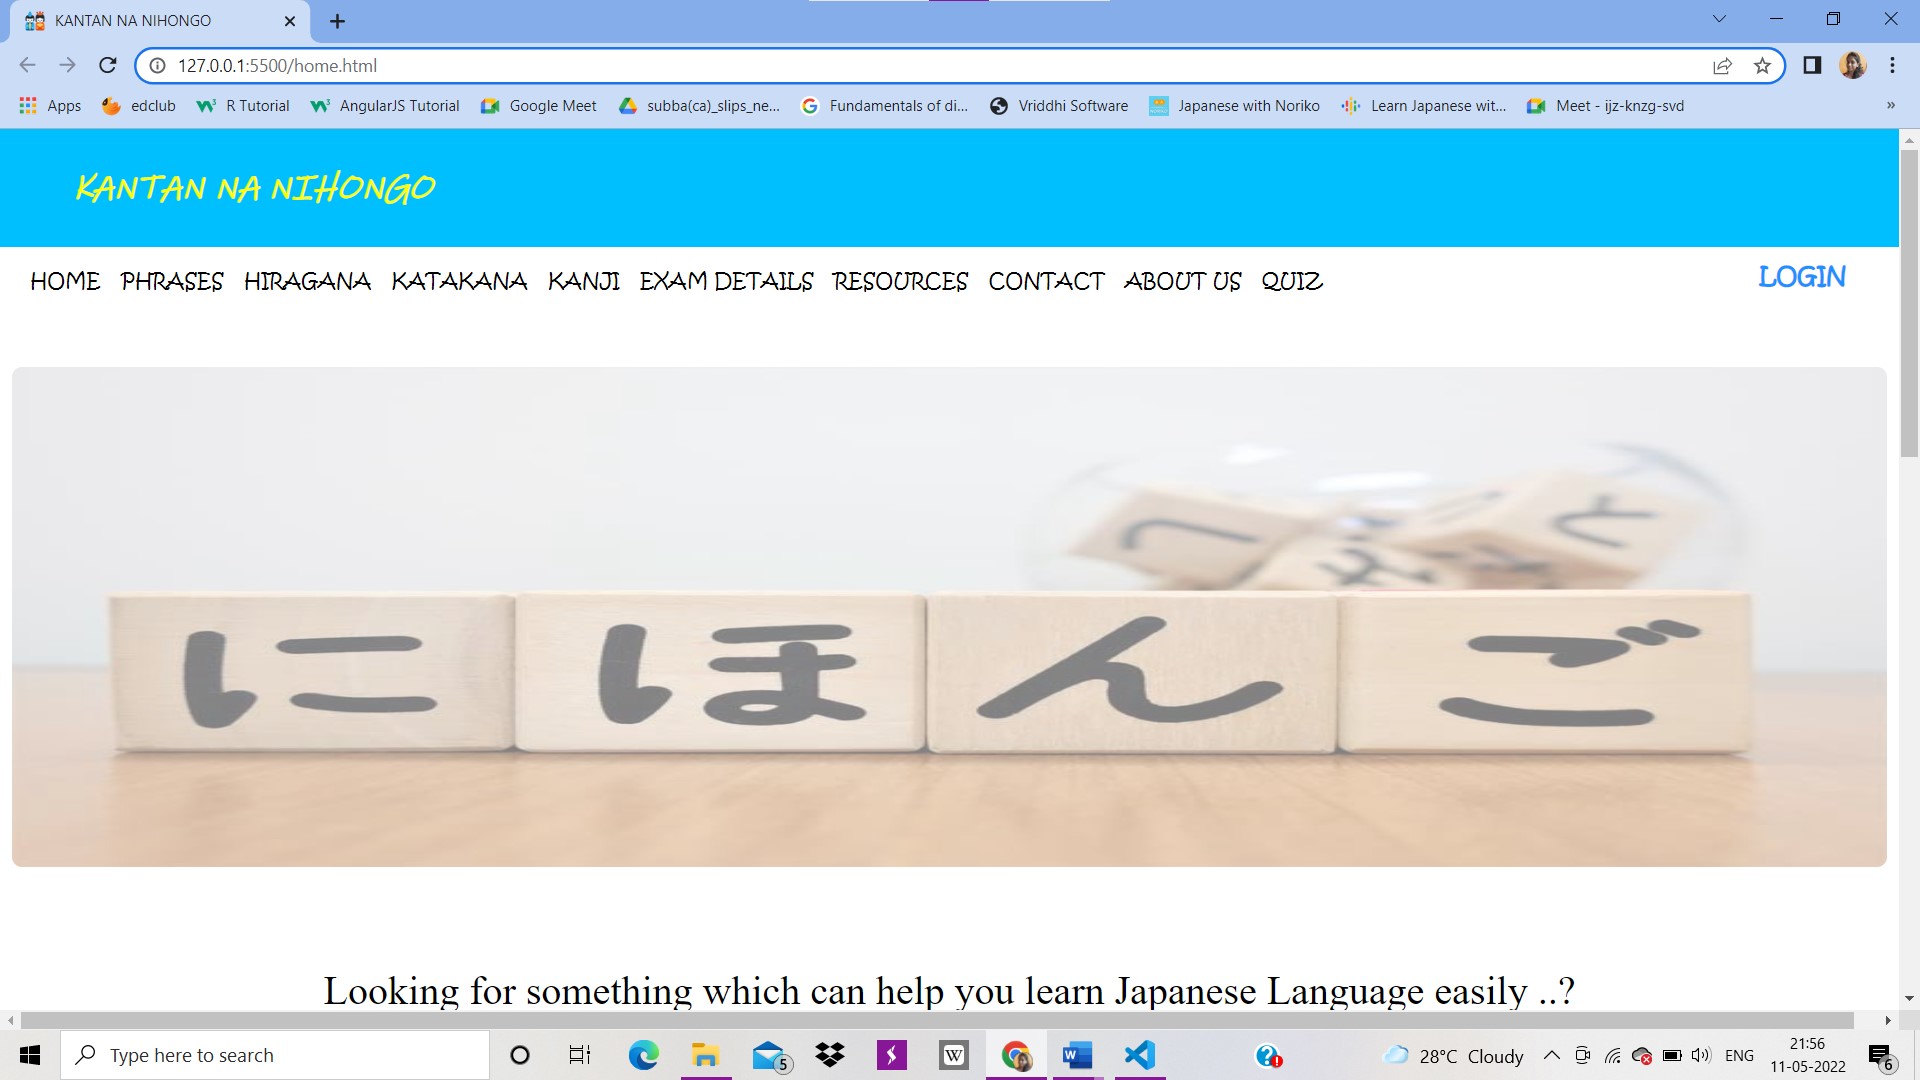 KANTAN NA NIHONGO
127.0.0.1:5500/home.html
Apps edclub R Tutorial AngularJS Tutorial Google Meet subba(ca)_slips_ne... Fundamentals of di... Vriddhi Software Japanese with Noriko Learn Japanese wit... Meet - ijz-knzg-svd »
KANTAN NA NIHONGO
HOME PHRASES HIRAGANA KATAKANA KANJI EXAM DETAILS RESOURCES CONTACT ABOUT US QUIZ LOGIN
にほんご
Looking for something which can help you learn Japanese Language easily ..?
Type here to search
5
28°C Cloudy
ENG
21:56
11-05-2022
6